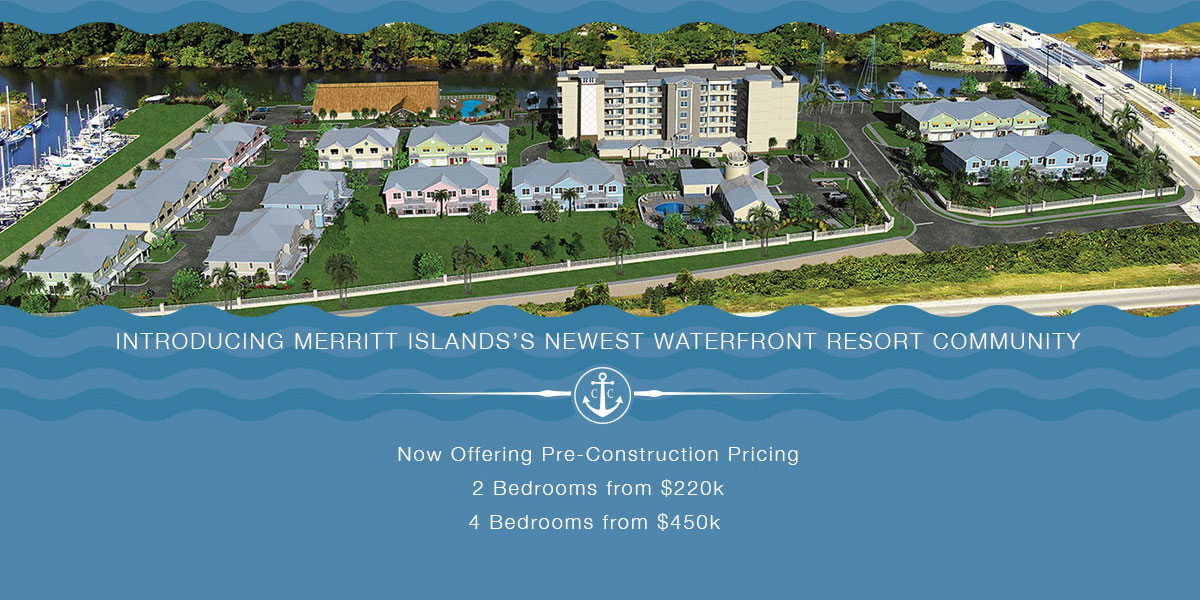 INTRODUCING MERRITT ISLANDS'S NEWEST WATERFRONT RESORT COMMUNITY
C C
Now Offering Pre-Construction Pricing
2 Bedrooms from $220k
4 Bedrooms from $450k